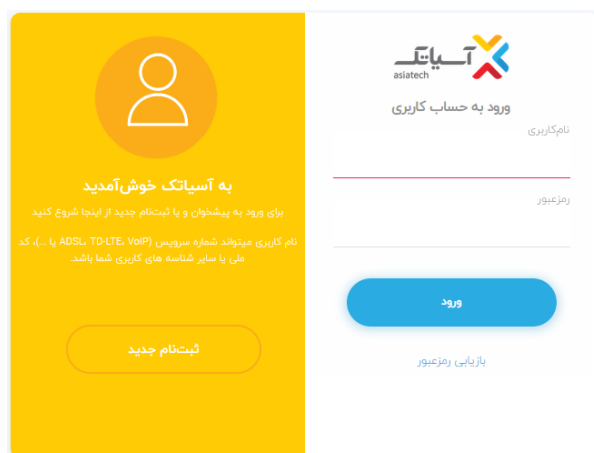 آسیاتک
asiatech
ورود به حساب کاربری
نام‌کاربری
رمزعبور
ورود
بازیابی رمزعبور
به آسیاتک خوش‌آمدید
برای ورود به پیشخوان و یا ثبت‌نام جدید از اینجا شروع کنید
نام کاربری میتواند شماره سرویس (ADSL، TD-LTE، VoIP یا ...)، کد
ملی یا سایر شناسه های کاربری شما باشد.
ثبت‌نام جدید